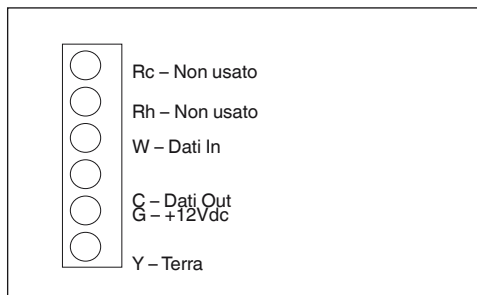 Rc – Non usato
Rh – Non usato
W – Dati In
C – Dati Out
G – +12Vdc
Y – Terra